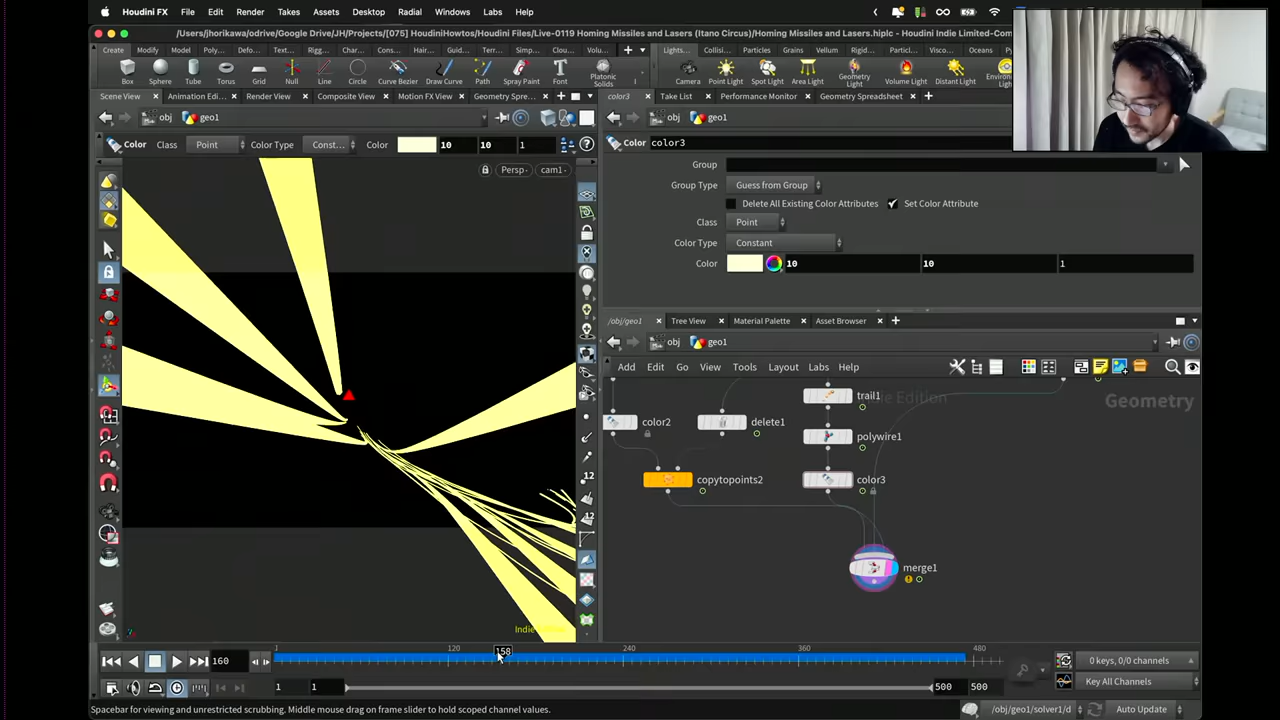 Houdini FX File Edit Render Takes Assets Desktop Radial Windows Labs Help
/Users/jhorikawa/odrive/Google Drive/JH/Projects/[075] HoudiniHowtos/Houdini Files/Live-0119 Homing Missiles and Lasers (Itano Circus)/Homing Missiles and Lasers.hiplc - Houdini Indie Limited-Com
Create Modify Model Poly... Defo... Text... Rigg... Char... Cons... Hair... Guid... Terr... Simp... Clou... Volu... Lights... Collisi... Particles Grains Vellum Rigid... Particl... Viscou... Oceans
Box Sphere Tube Torus Grid Null Line Circle Curve Bezier Draw Curve Path Spray Paint Font Platonic Solids Camera Point Light Spot Light Area Light Geometry Light Volume Light Distant Light
Scene View Animation Edi... Render View Composite View Motion FX View Geometry Spre... color3 Take List Performance Monitor Geometry Spreadsheet
obj geo1 obj geo1
Color Class Point Color Type Const... Color 10 10 1 Color color3
Persp cam1
Group
Group Type Guess from Group
Delete All Existing Color Attributes Set Color Attribute
Class Point
Color Type Constant
Color 10 10 1
/obj/geo1 Tree View Material Palette Asset Browser
obj geo1
Add Edit Go View Tools Layout Labs Help
trail1
Geometry
color2 delete1 polywire1
copytopoints2 color3
merge1
1 120 158 240 360 480
160 0 keys, 0/0 channels
1 1 500 500 Key All Channels
Spacebar for viewing and unrestricted scrubbing. Middle mouse drag on frame slider to hold scoped channel values. /obj/geo1/solver1/d Auto Update